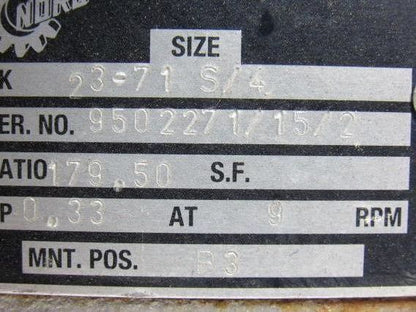 NORD
SIZE
K 23-71 S/4
ER. NO. 9502271/15/2
ATIO 179.50 S.F.
P 0.33 AT 9 RPM
MNT. POS. B3